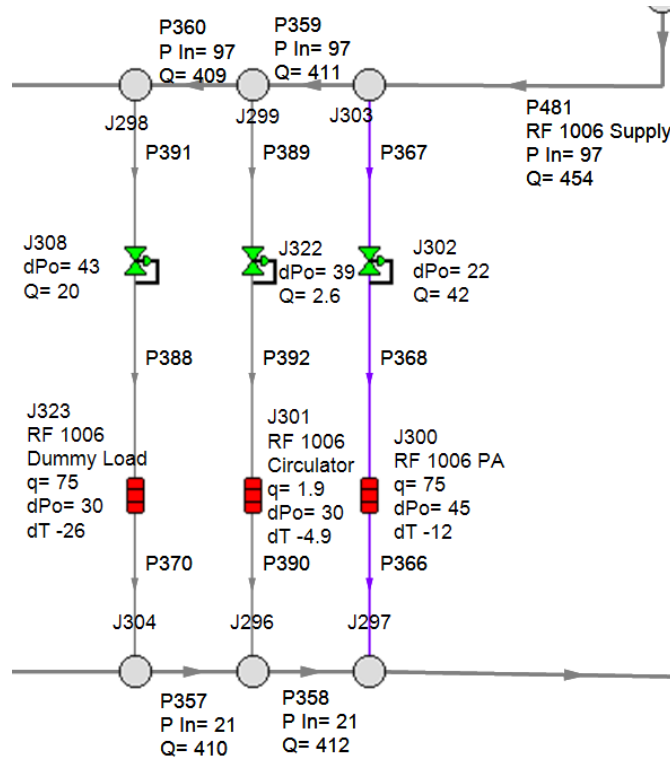 P360
P In= 97
Q= 409
P359
P In= 97
Q= 411
J298
J299
J303
P481
RF 1006 Supply
P In= 97
Q= 454
P391
P389
P367
J308
dPo= 43
Q= 20
J322
dPo= 39
Q= 2.6
J302
dPo= 22
Q= 42
P388
P392
P368
J323
RF 1006
Dummy Load
q= 75
dPo= 30
dT -26
J301
RF 1006
Circulator
q= 1.9
dPo= 30
dT -4.9
J300
RF 1006 PA
q= 75
dPo= 45
dT -12
P370
P390
P366
J304
J296
J297
P357
P In= 21
Q= 410
P358
P In= 21
Q= 412